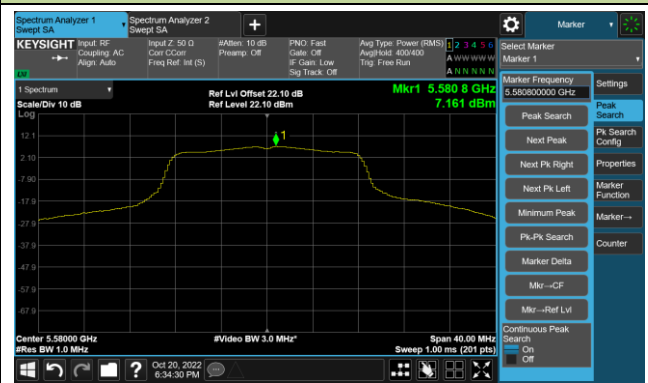 Spectrum Analyzer 1
Swept SA
Spectrum Analyzer 2
Swept SA
+
Marker
KEYSIGHT
Input: RF
Coupling: AC
Align: Auto
Input Z: 50 Ω
Corr CCorr
Freq Ref: Int (S)
#Atten: 10 dB
Preamp: Off
PNO: Fast
Gate: Off
IF Gain: Low
Sig Track: Off
Avg Type: Power (RMS)
Avg|Hold: 400/400
Trig: Free Run
1 2 3 4 5 6
A W W W W W
A N N N N N
Select Marker
Marker 1
1 Spectrum
Scale/Div 10 dB
Log
Ref Lvl Offset 22.10 dB
Ref Level 22.10 dBm
Mkr1 5.580 8 GHz
7.161 dBm
1
12.1
2.10
-7.90
-17.9
-27.9
-37.9
-47.9
-57.9
-67.9
Center 5.58000 GHz
#Res BW 1.0 MHz
#Video BW 3.0 MHz*
Span 40.00 MHz
Sweep 1.00 ms (201 pts)
Marker Frequency
5.580800000 GHz
Peak Search
Next Peak
Next Pk Right
Next Pk Left
Minimum Peak
Pk-Pk Search
Marker Delta
Mkr→CF
Mkr→Ref Lvl
Continuous Peak
Search
On
Off
Settings
Peak
Search
Pk Search
Config
Properties
Marker
Function
Marker→
Counter
?
Oct 20, 2022
6:34:30 PM